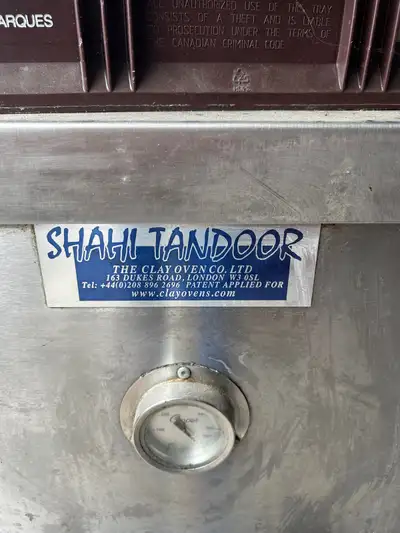 ARQUES
UNAUTHORIZED USE OF THIS TRAY
CONSISTS OF A THEFT AND IS LIABLE
TO PROSECUTION UNDER THE TERMS OF
THE CANADIAN CRIMINAL CODE
SHAHI TANDOOR
THE CLAY OVEN CO. LTD
163 DUKES ROAD, LONDON W3 0SL
Tel: +44(0)208 896 2696 PATENT APPLIED FOR
www.clayovens.com